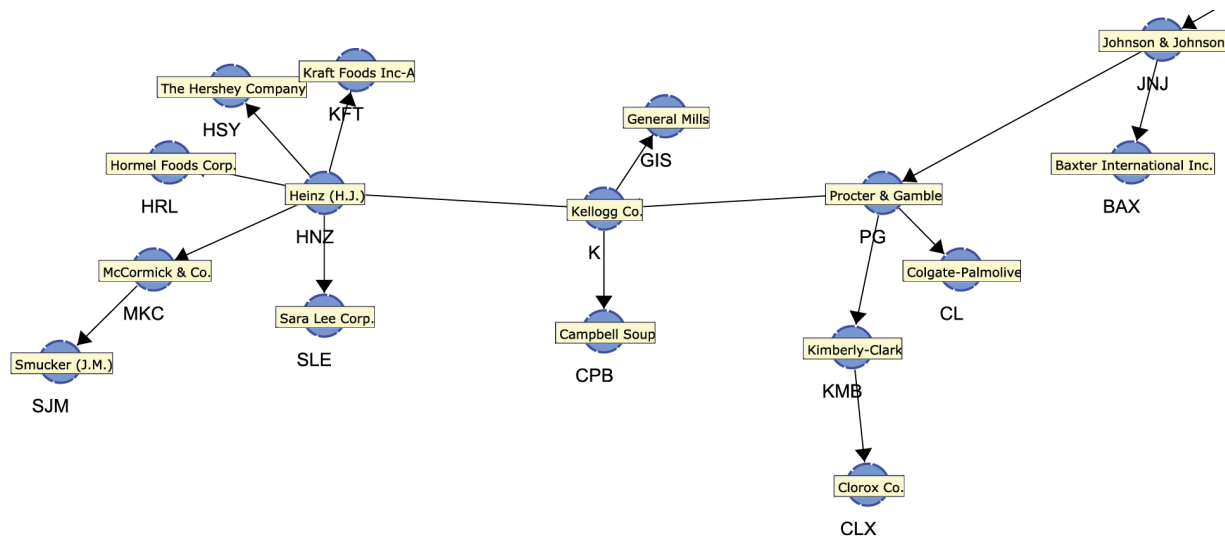 Johnson & Johnson
JNJ
Kraft Foods Inc-A
KFT
The Hershey Company
HSY
General Mills
GIS
Hormel Foods Corp.
HRL
Baxter International Inc.
BAX
Heinz (H.J.)
HNZ
Kellogg Co.
K
Procter & Gamble
PG
McCormick & Co.
MKC
Colgate-Palmolive
CL
Sara Lee Corp.
SLE
Campbell Soup
CPB
Kimberly-Clark
KMB
Smucker (J.M.)
SJM
Clorox Co.
CLX